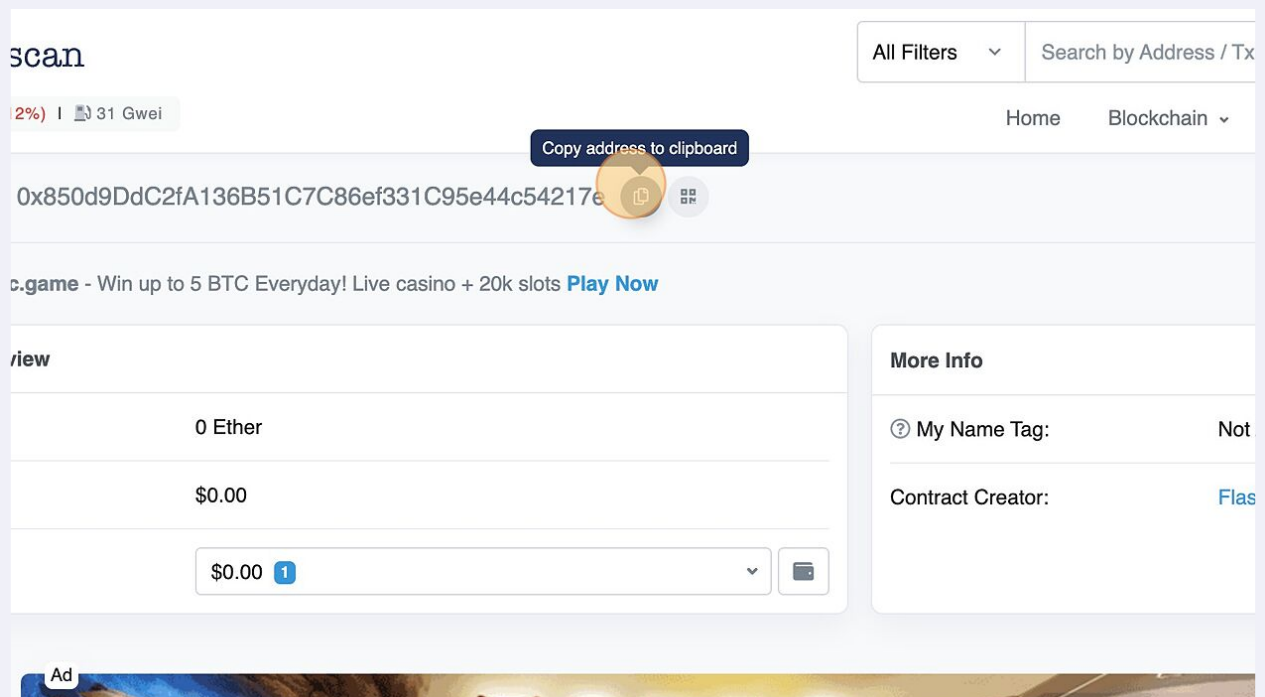 scan
All Filters
Search by Address / Tx
2%) | 31 Gwei
Home
Blockchain
Copy address to clipboard
0x850d9DdC2fA136B51C7C86ef331C95e44c54217e
c.game - Win up to 5 BTC Everyday! Live casino + 20k slots Play Now
view
0 Ether
$0.00
$0.00 1
More Info
My Name Tag:
Not
Contract Creator:
Flas
Ad